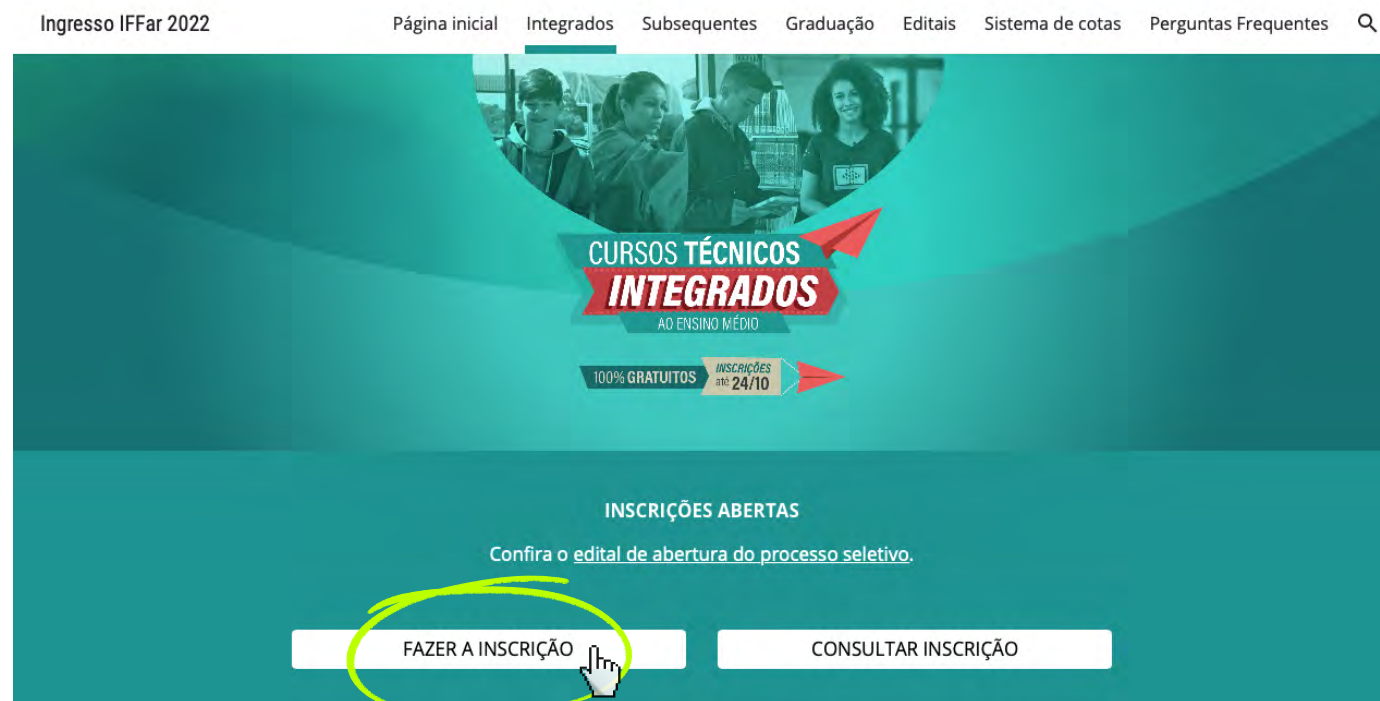 Ingresso IFFar 2022 Página inicial Integrados Subsequentes Graduação Editais Sistema de cotas Perguntas Frequentes
CURSOS TÉCNICOS
INTEGRADOS
AO ENSINO MÉDIO
100% GRATUITOS INSCRIÇÕES
até 24/10
INSCRIÇÕES ABERTAS
Confira o edital de abertura do processo seletivo.
FAZER A INSCRIÇÃO CONSULTAR INSCRIÇÃO